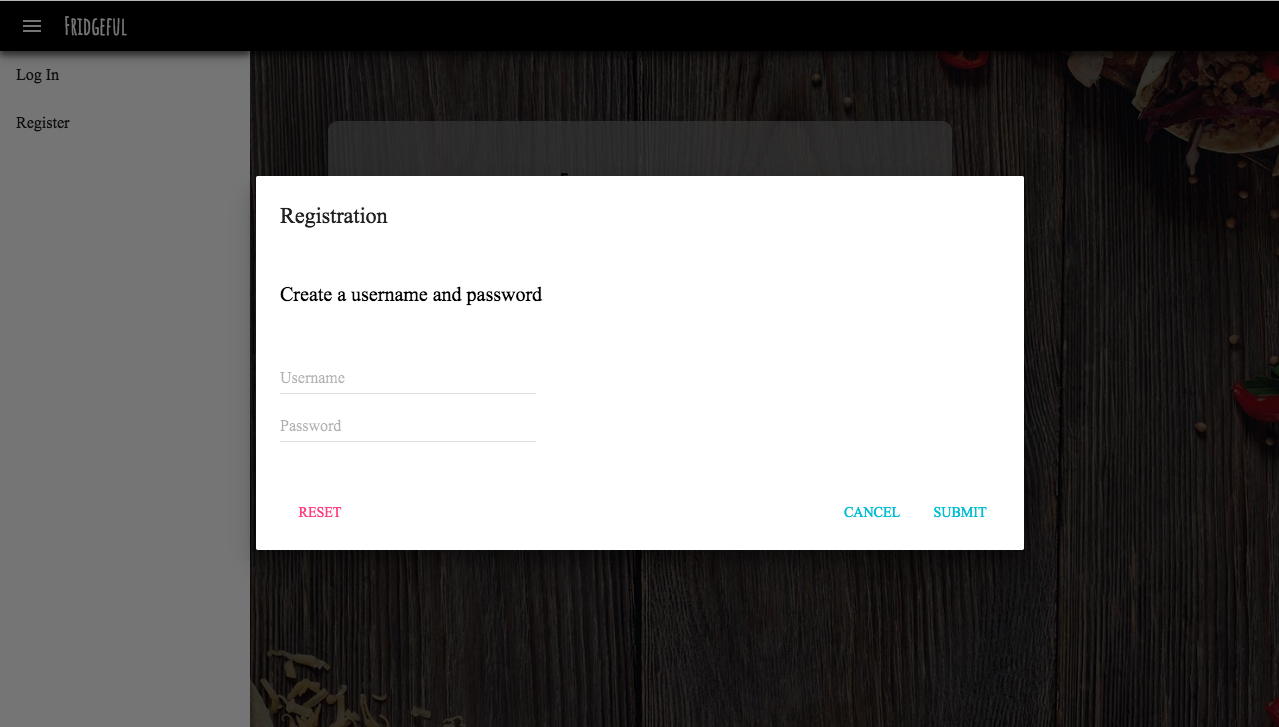 Fridgeful
Log In
Register
Registration
Create a username and password
Username
Password
RESET
CANCEL
SUBMIT